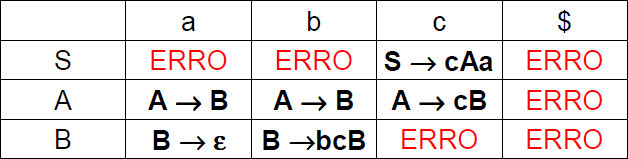 a b c $
S ERRO ERRO S → cAa ERRO
A A → B A → B A → cB ERRO
B B → ε B →bcB ERRO ERRO